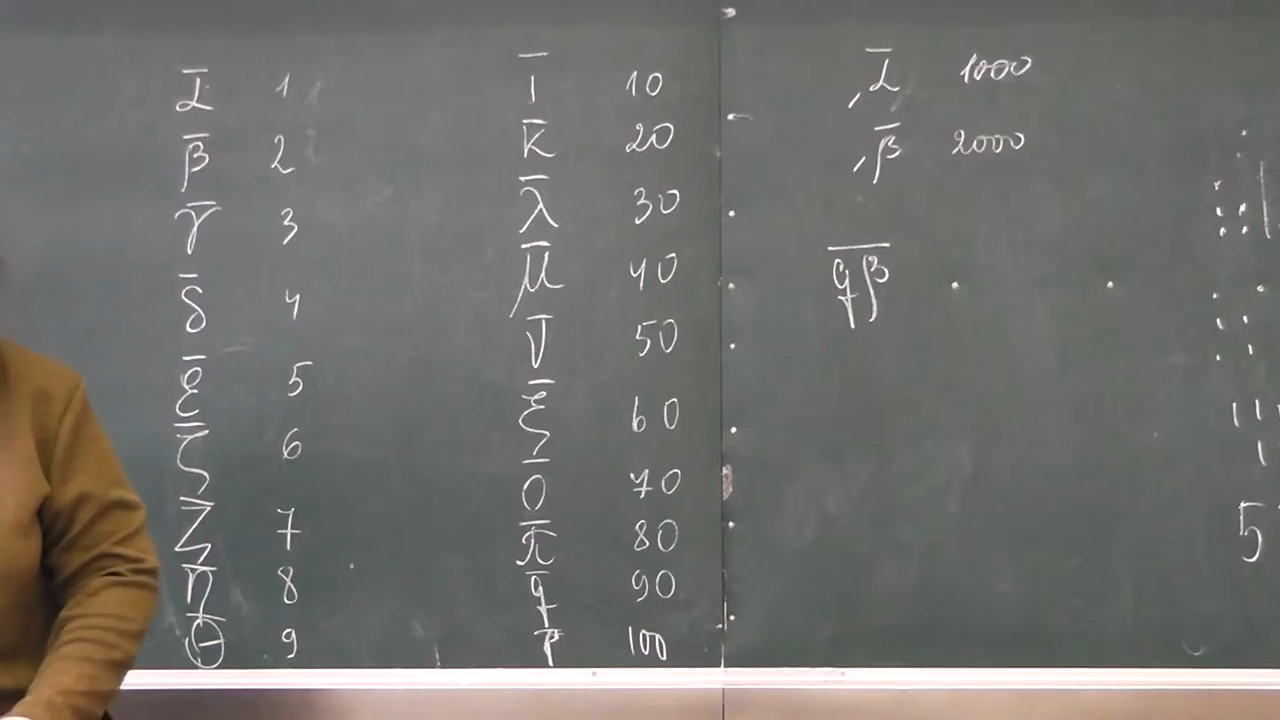 α̅ 1
β̅ 2
γ̅ 3
δ̅ 4
ε̅ 5
ϛ̅ 6
ζ̅ 7
η̅ 8
θ̅ 9
ι̅ 10
κ̅ 20
λ̅ 30
μ̅ 40
ν̅ 50
ξ̅ 60
ο̅ 70
π̅ 80
ϥ̅ 90
ρ̅ 100
͵α̅ 1000
͵β̅ 2000
ϥ̅β̅
5